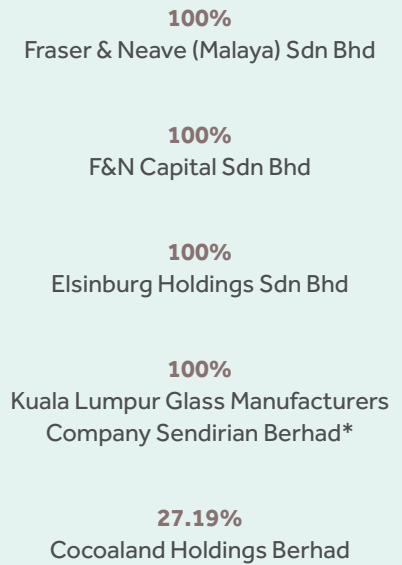 100%
Fraser & Neave (Malaya) Sdn Bhd
100%
F&N Capital Sdn Bhd
100%
Elsinburg Holdings Sdn Bhd
100%
Kuala Lumpur Glass Manufacturers
Company Sendirian Berhad*
27.19%
Cocoaland Holdings Berhad